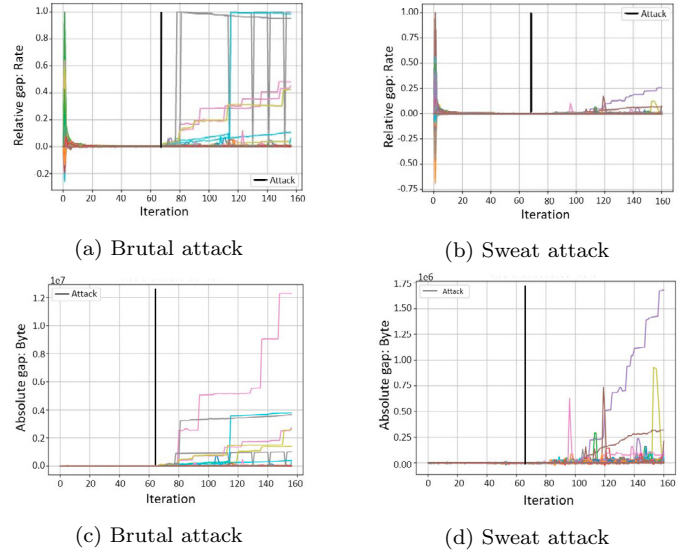 1.0
0.8
0.6
0.4
0.2
0.0
0.2
Relative gap: Rate
Attack
0 20 40 60 80 100 120 140 160
Iteration
(a) Brutal attack
1.00
0.75
0.50
0.25
0.00
0.25
0.50
-0.75
Relative gap: Rate
Attack
0 20 40 60 80 100 120 140 160
Iteration
(b) Sweat attack
1e7
1.2
1.0
0.8
0.6
0.4
0.2
0.0
Absolute gap: Byte
Attack
0 20 40 60 80 100 120 140 160
Iteration
(c) Brutal attack
1e6
1.75
1.50
1.25
1.00
0.75
0.50
0.25
0.00
Absolute gap: Byte
Attack
0 20 40 60 80 100 120 140 160
Iteration
(d) Sweat attack